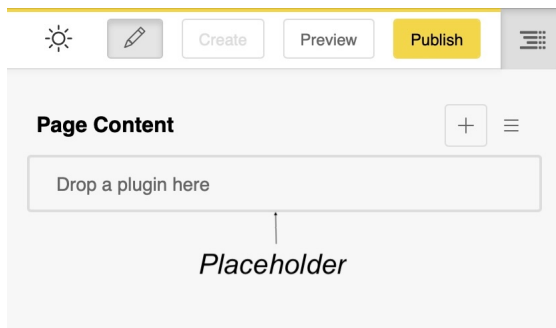 Create Preview Publish
Page Content
Drop a plugin here
Placeholder